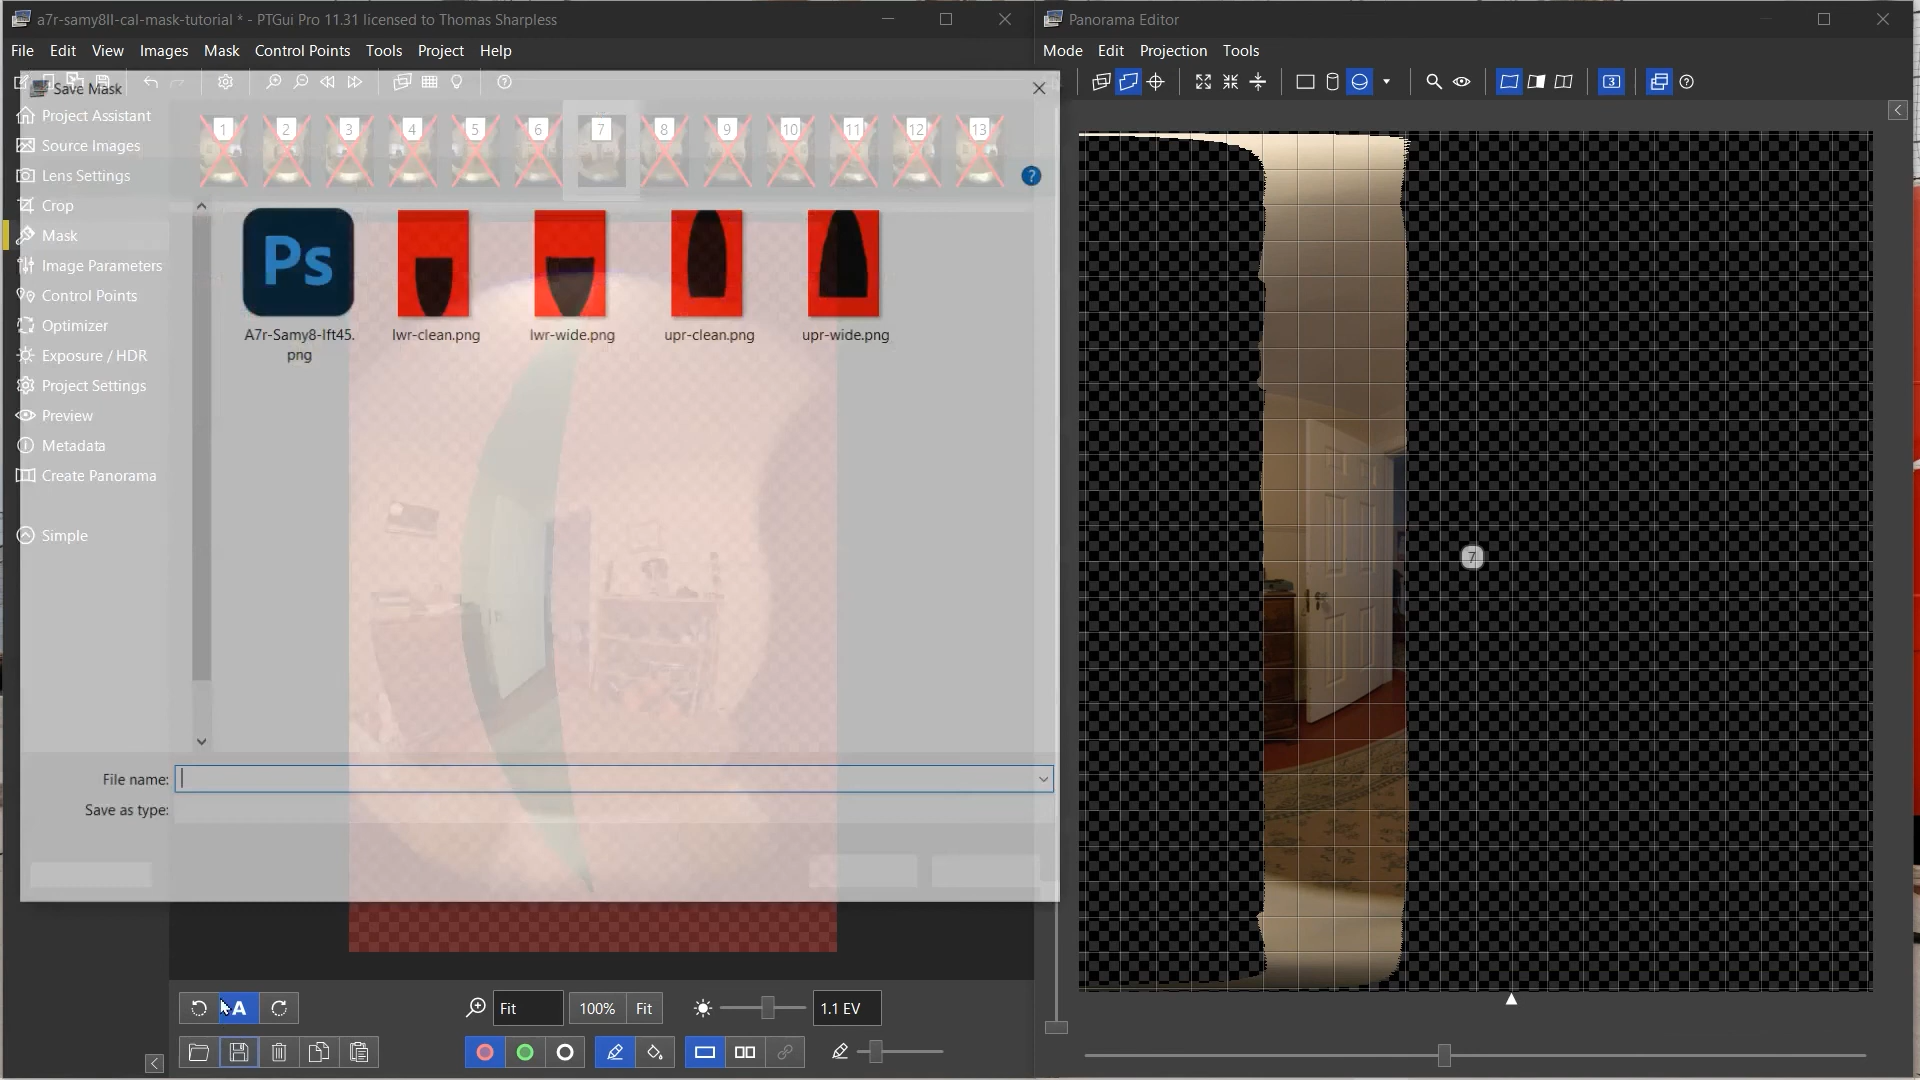 a7r-samy8II-cal-mask-tutorial * - PTGui Pro 11.31 licensed to Thomas Sharpless
File Edit View Images Mask Control Points Tools Project Help
Save Mask
Project Assistant
Source Images
Lens Settings
Crop
Mask
Image Parameters
Control Points
Optimizer
Exposure / HDR
Project Settings
Preview
Metadata
Create Panorama
Simple
1 2 3 4 5 6 7 8 9 10 11 12 13
?
Ps
A7r-Samy8-lft45.
png
lwr-clean.png
lwr-wide.png
upr-clean.png
upr-wide.png
File name:
Save as type:
A
Fit
100%
Fit
1.1 EV
Panorama Editor
Mode Edit Projection Tools
3
?
7